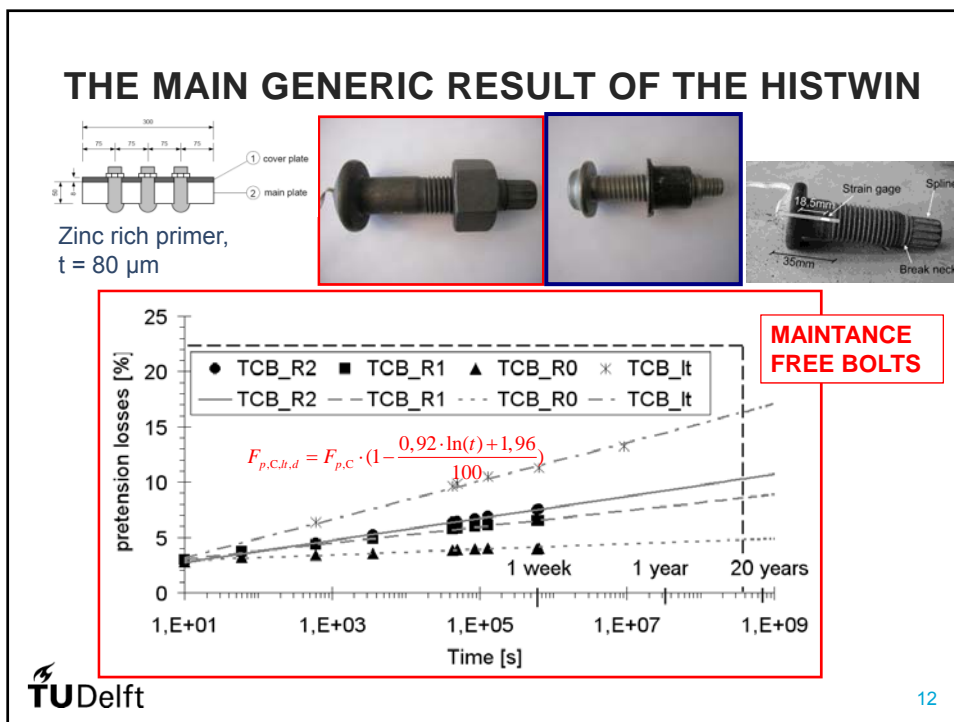 THE MAIN GENERIC RESULT OF THE HISTWIN
300
75 75 75 75
1 cover plate
2 main plate
50
8
Zinc rich primer,
t = 80 µm
18.5mm
Strain gage
Spline
35mm
Break neck
MAINTANCE
FREE BOLTS
pretension losses [%]
25
20
15
10
5
0
TCB_R2 TCB_R1 TCB_R0 TCB_lt
TCB_R2 TCB_R1 TCB_R0 TCB_lt
F_{p,C,lt,d} = F_{p,C} · (1 − (0,92 · ln(t) + 1,96)/100)
1 week 1 year 20 years
1,E+01 1,E+03 1,E+05 1,E+07 1,E+09
Time [s]
TUDelft
12